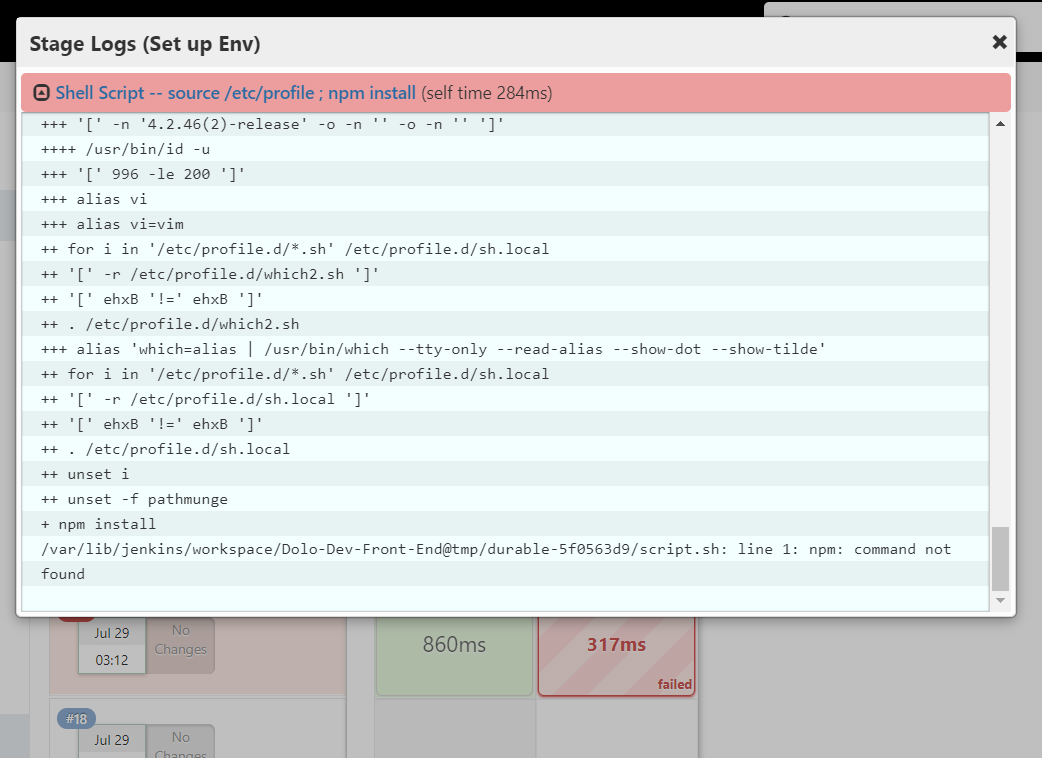 Stage Logs (Set up Env)
Shell Script -- source /etc/profile ; npm install (self time 284ms)
+++ '[' -n '4.2.46(2)-release' -o -n '' -o -n '' ']'
++++ /usr/bin/id -u
+++ '[' 996 -le 200 ']'
+++ alias vi
+++ alias vi=vim
++ for i in '/etc/profile.d/*.sh' /etc/profile.d/sh.local
++ '[' -r /etc/profile.d/which2.sh ']'
++ '[' ehxB '!=' ehxB ']'
++ . /etc/profile.d/which2.sh
+++ alias 'which=alias | /usr/bin/which --tty-only --read-alias --show-dot --show-tilde'
++ for i in '/etc/profile.d/*.sh' /etc/profile.d/sh.local
++ '[' -r /etc/profile.d/sh.local ']'
++ '[' ehxB '!=' ehxB ']'
++ . /etc/profile.d/sh.local
++ unset i
++ unset -f pathmunge
+ npm install
/var/lib/jenkins/workspace/Dolo-Dev-Front-End@tmp/durable-5f0563d9/script.sh: line 1: npm: command not
found
Jul 29
03:12
No
Changes
860ms
317ms
failed
#18
Jul 29
No
Changes